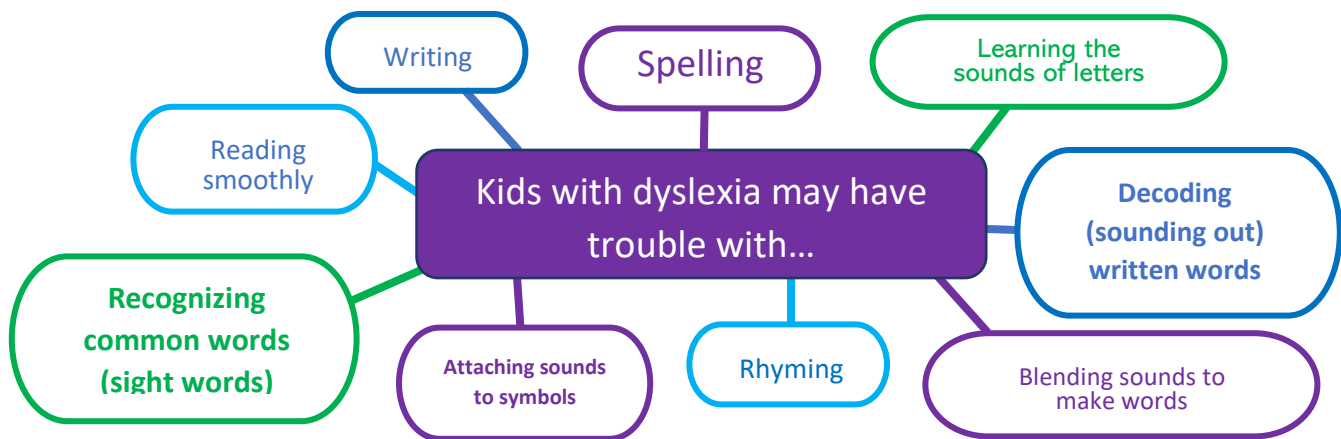 Writing
Spelling
Learning the
sounds of letters
Reading
smoothly
Kids with dyslexia may have
trouble with...
Decoding
(sounding out)
written words
Recognizing
common words
(sight words)
Attaching sounds
to symbols
Rhyming
Blending sounds to
make words